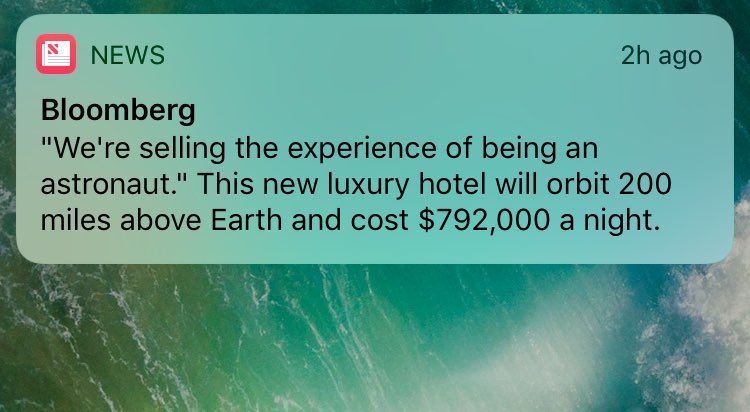 NEWS 2h ago
Bloomberg
"We're selling the experience of being an
astronaut." This new luxury hotel will orbit 200
miles above Earth and cost $792,000 a night.